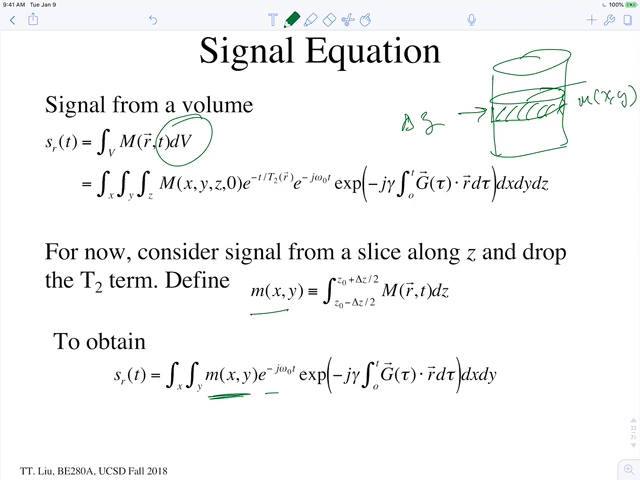 9:41 AM Tue Jan 9
100%
Signal Equation
Signal from a volume
m(x,y)
Δz
s_r(t) = ∫_V M(r⃗,t)dV
= ∫_x ∫_y ∫_z M(x,y,z,0)e^{-t/T_2(r⃗)} e^{-jω_0t} exp(-jγ∫_o^t G⃗(τ)·r⃗dτ)dxdydz
For now, consider signal from a slice along z and drop
the T₂ term. Define m(x,y) ≡ ∫_{z_0-Δz/2}^{z_0+Δz/2} M(r⃗,t)dz
To obtain
s_r(t) = ∫_x ∫_y m(x,y)e^{-jω_0t} exp(-jγ∫_o^t G⃗(τ)·r⃗dτ)dxdy
TT. Liu, BE280A, UCSD Fall 2018